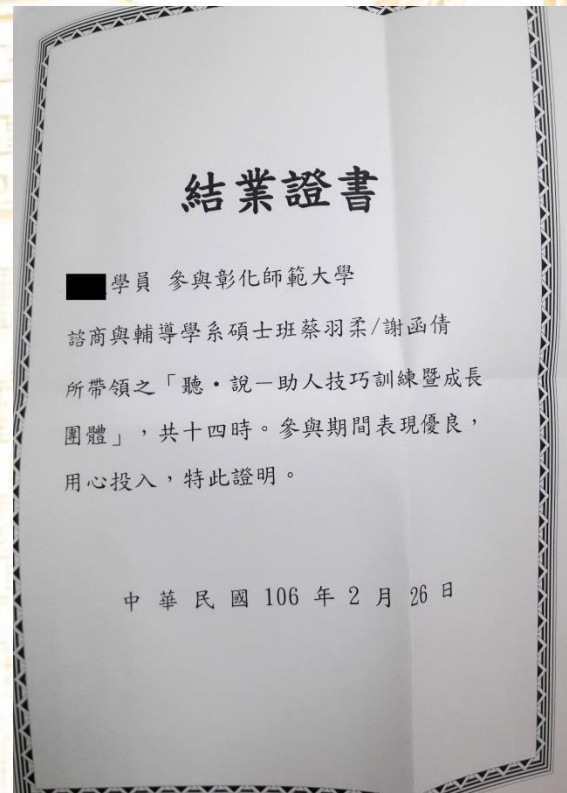 結業證書
學員 參與彰化師範大學
諮商與輔導學系碩士班蔡羽柔/謝函倩
所帶領之「聽・說－助人技巧訓練暨成長
團體」，共十四時。參與期間表現優良，
用心投入，特此證明。
中華民國 106 年 2 月 26 日